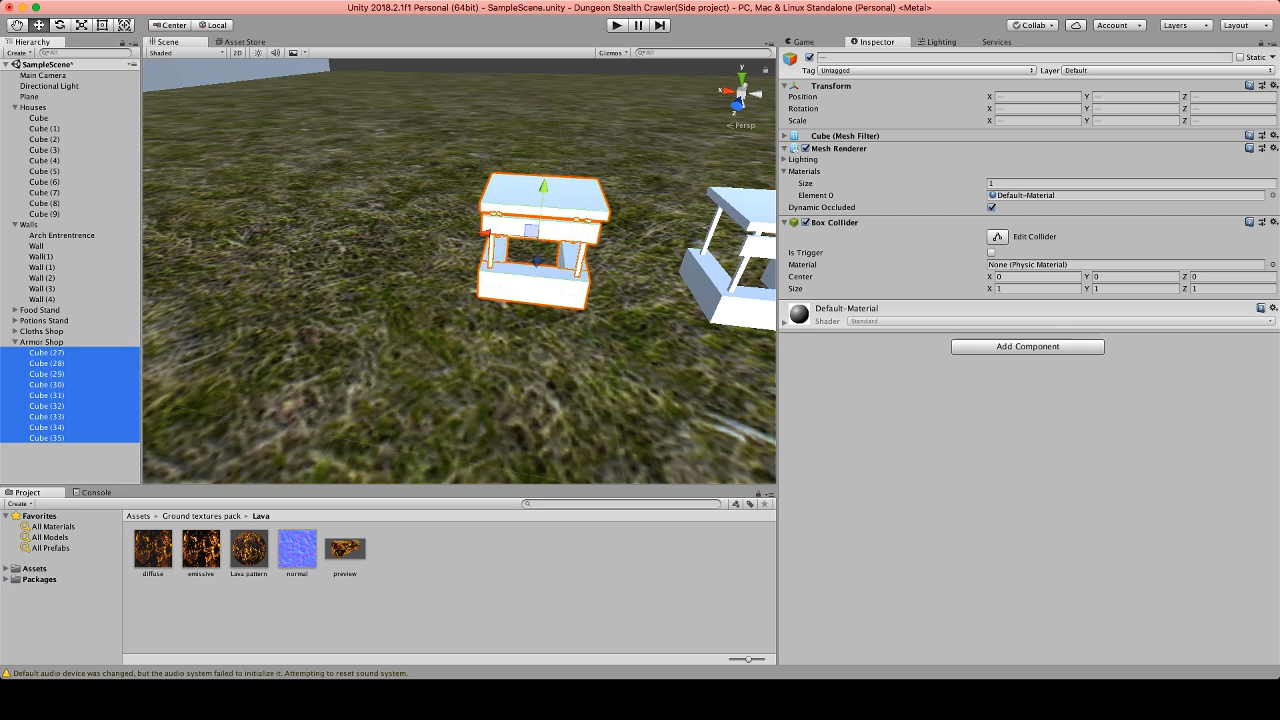 Unity 2018.2.1f1 Personal (64bit) - SampleScene.unity - Dungeon Stealth Crawler(Side project) - PC, Mac & Linux Standalone (Personal) <Metal>
Center Local Collab Account Layers Layout
Hierarchy
Create All
SampleScene*
Main Camera
Directional Light
Plane
Houses
Cube
Cube (1)
Cube (2)
Cube (3)
Cube (4)
Cube (5)
Cube (6)
Cube (7)
Cube (8)
Cube (9)
Walls
Arch Entrentrence
Wall
Wall(1)
Wall (1)
Wall (2)
Wall (3)
Wall (4)
Food Stand
Potions Stand
Cloths Shop
Armor Shop
Cube (27)
Cube (28)
Cube (29)
Cube (30)
Cube (31)
Cube (32)
Cube (33)
Cube (34)
Cube (35)
Scene Asset Store
Shaded 2D Gizmos All
y
x
z
Persp
Game Inspector Lighting Services
— Static
Tag Untagged Layer Default
Transform
Position X — Y — Z —
Rotation X — Y — Z —
Scale X — Y — Z —
Cube (Mesh Filter)
Mesh Renderer
Lighting
Materials
Size 1
Element 0 Default-Material
Dynamic Occluded
Box Collider
Edit Collider
Is Trigger
Material None (Physic Material)
Center X 0 Y 0 Z 0
Size X 1 Y 1 Z 1
Default-Material
Shader Standard
Add Component
Project Console
Create
Favorites
All Materials
All Models
All Prefabs
Assets
Packages
Assets Ground textures pack Lava
diffuse emissive Lava pattern normal preview
Default audio device was changed, but the audio system failed to initialize it. Attempting to reset sound system.